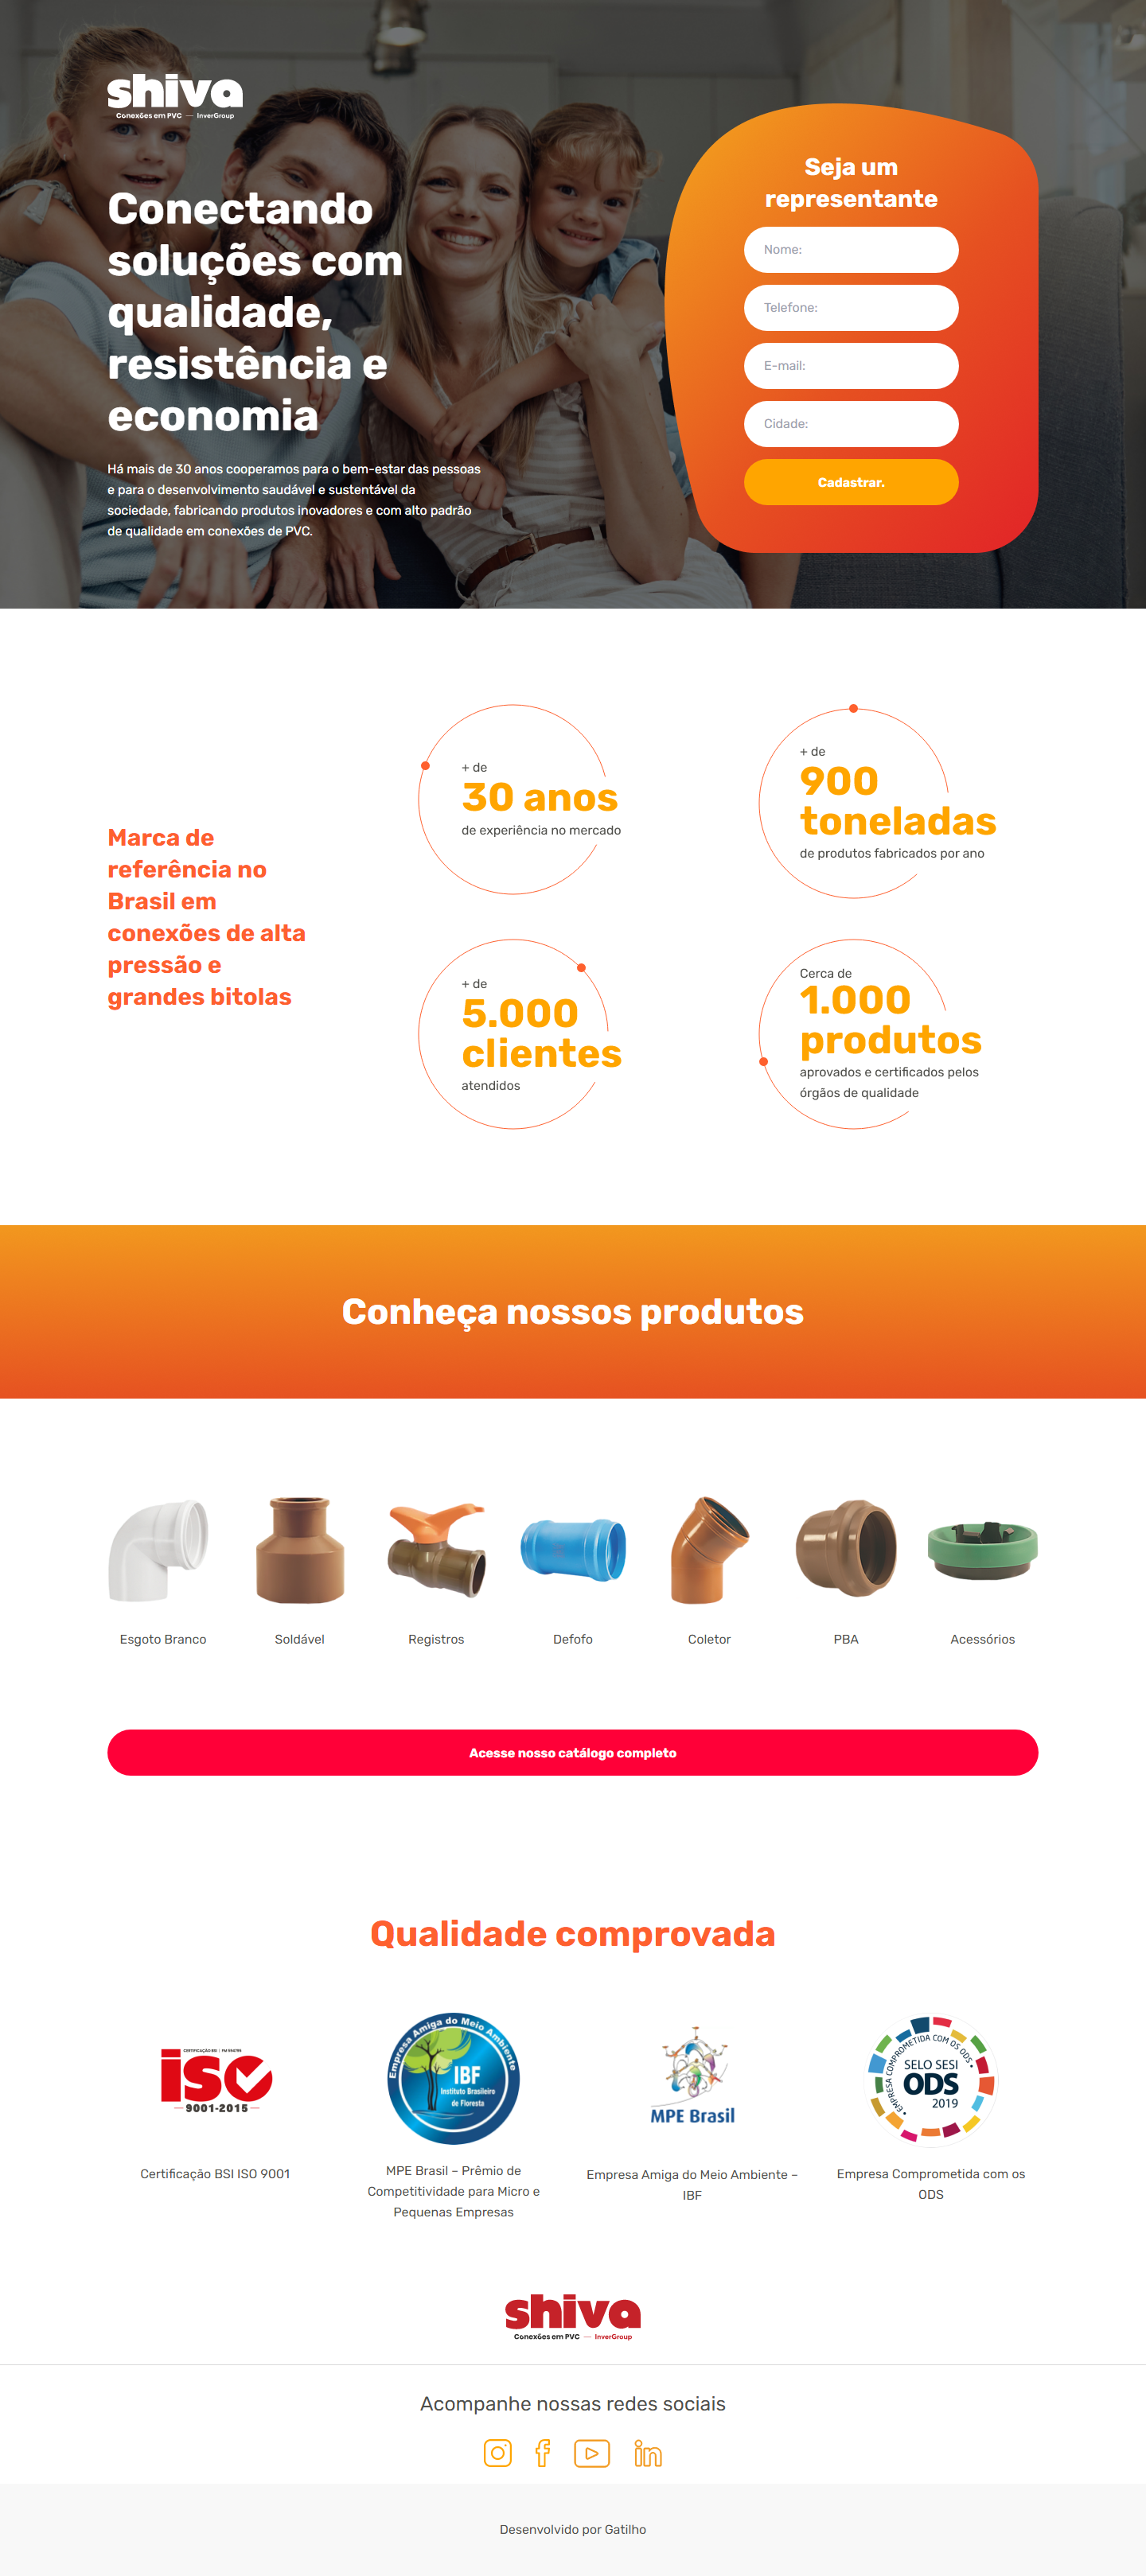 shiva
Conexões em PVC — InverGroup
Conectando
soluções com
qualidade,
resistência e
economia
Há mais de 30 anos cooperamos para o bem-estar das pessoas
e para o desenvolvimento saudável e sustentável da
sociedade, fabricando produtos inovadores e com alto padrão
de qualidade em conexões de PVC.
Seja um
representante
Nome:
Telefone:
E-mail:
Cidade:
Cadastrar.
Marca de
referência no
Brasil em
conexões de alta
pressão e
grandes bitolas
+ de
30 anos
de experiência no mercado
+ de
900
toneladas
de produtos fabricados por ano
+ de
5.000
clientes
atendidos
Cerca de
1.000
produtos
aprovados e certificados pelos
órgãos de qualidade
Conheça nossos produtos
Esgoto Branco
Soldável
Registros
Defofo
Coletor
PBA
Acessórios
Acesse nosso catálogo completo
Qualidade comprovada
iso
9001-2015
Certificação BSI ISO 9001
Empresa Amiga do Meio Ambiente
IBF
Instituto Brasileiro
de Floresta
MPE Brasil – Prêmio de
Competitividade para Micro e
Pequenas Empresas
MPE Brasil
Empresa Amiga do Meio Ambiente –
IBF
EMPRESA COMPROMETIDA COM OS ODS
SELO SESI
ODS
2019
Empresa Comprometida com os
ODS
shiva
Conexões em PVC — InverGroup
Acompanhe nossas redes sociais
Desenvolvido por Gatilho